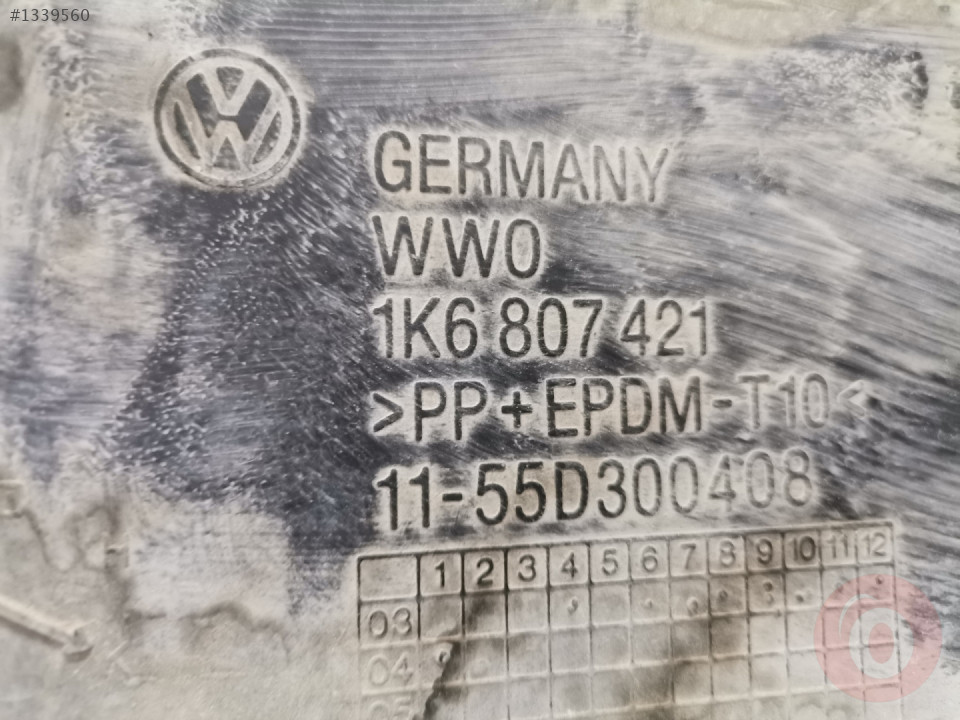 #1339560
GERMANY
WWO
1K6 807 421
>PP+EPDM-T10<
11-55D300408
1 2 3 4 5 6 7 8 9 10 11 12
03
04
05